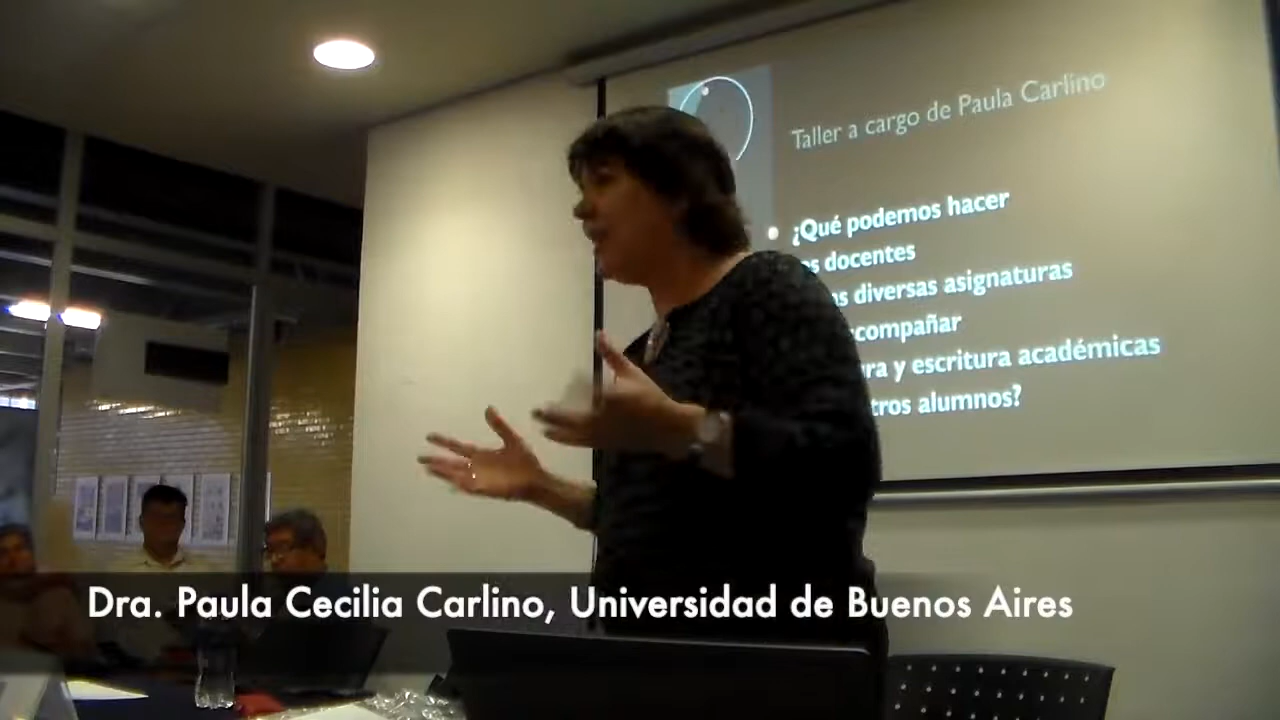 Taller a cargo de Paula Carlino
¿Qué podemos hacer
docentes
diversas asignaturas
y escritura académicas
alumnos?
Dra. Paula Cecilia Carlino, Universidad de Buenos Aires